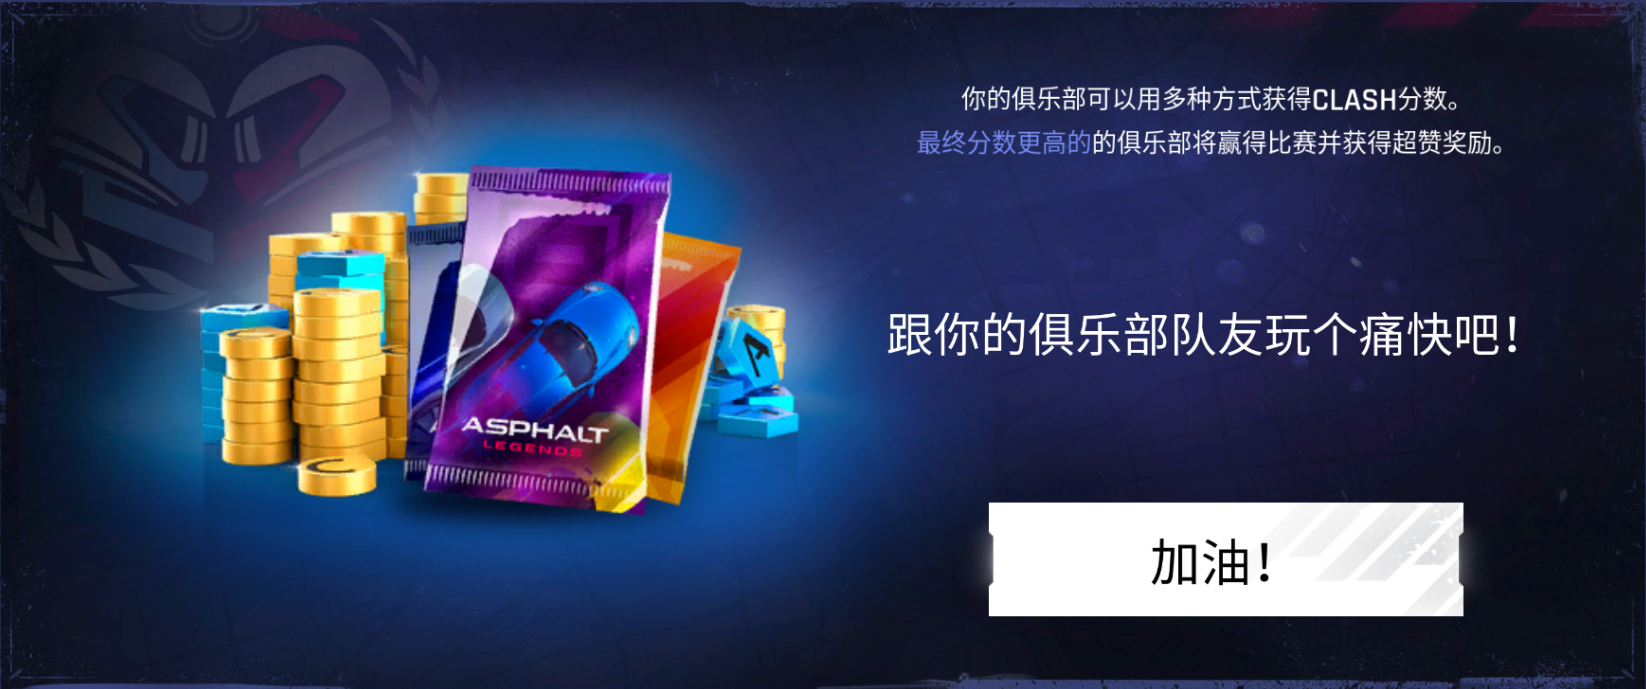 你的俱乐部可以用多种方式获得CLASH分数。
最终分数更高的的俱乐部将赢得比赛并获得超赞奖励。
ASPHALT
LEGENDS
跟你的俱乐部队友玩个痛快吧！
加油！